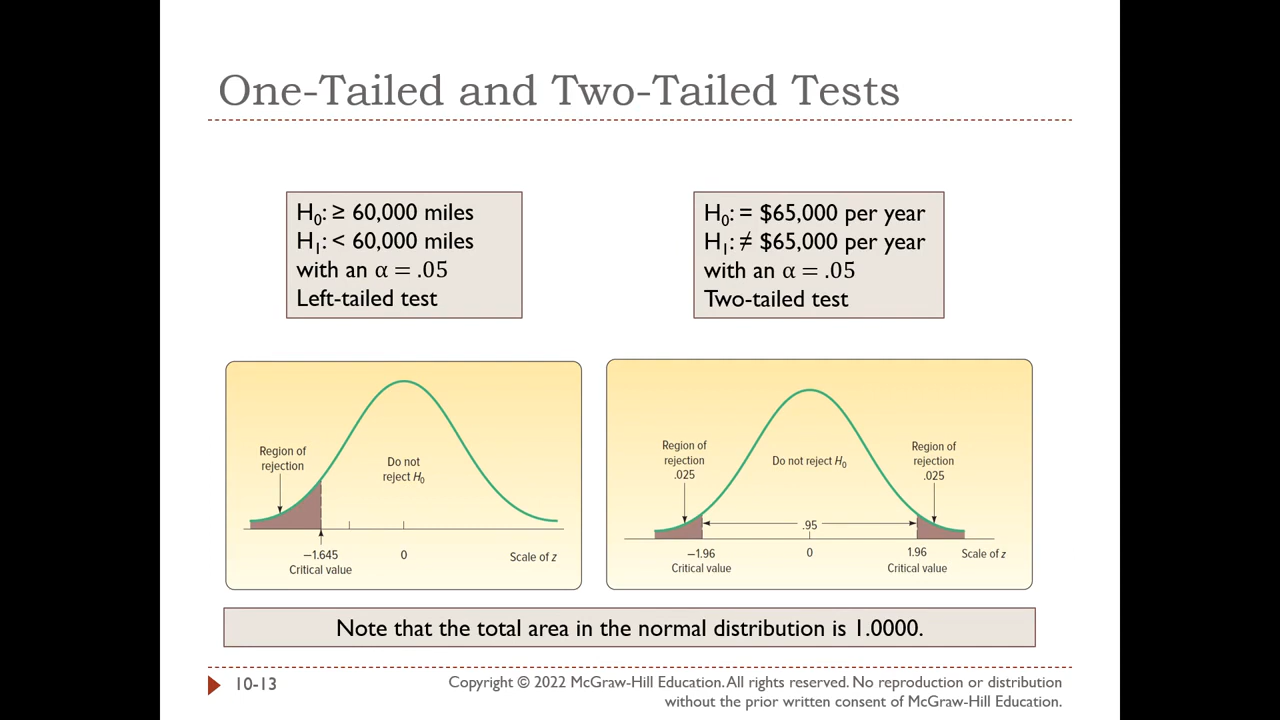 One-Tailed and Two-Tailed Tests
H₀: ≥ 60,000 miles
H₁: < 60,000 miles
with an α = .05
Left-tailed test
H₀: = $65,000 per year
H₁: ≠ $65,000 per year
with an α = .05
Two-tailed test
Region of
rejection
Do not
reject H₀
−1.645
Critical value
0
Scale of z
Region of
rejection
.025
Do not reject H₀
Region of
rejection
.025
.95
−1.96
Critical value
0
1.96
Critical value
Scale of z
Note that the total area in the normal distribution is 1.0000.
10-13
Copyright © 2022 McGraw-Hill Education. All rights reserved. No reproduction or distribution
without the prior written consent of McGraw-Hill Education.